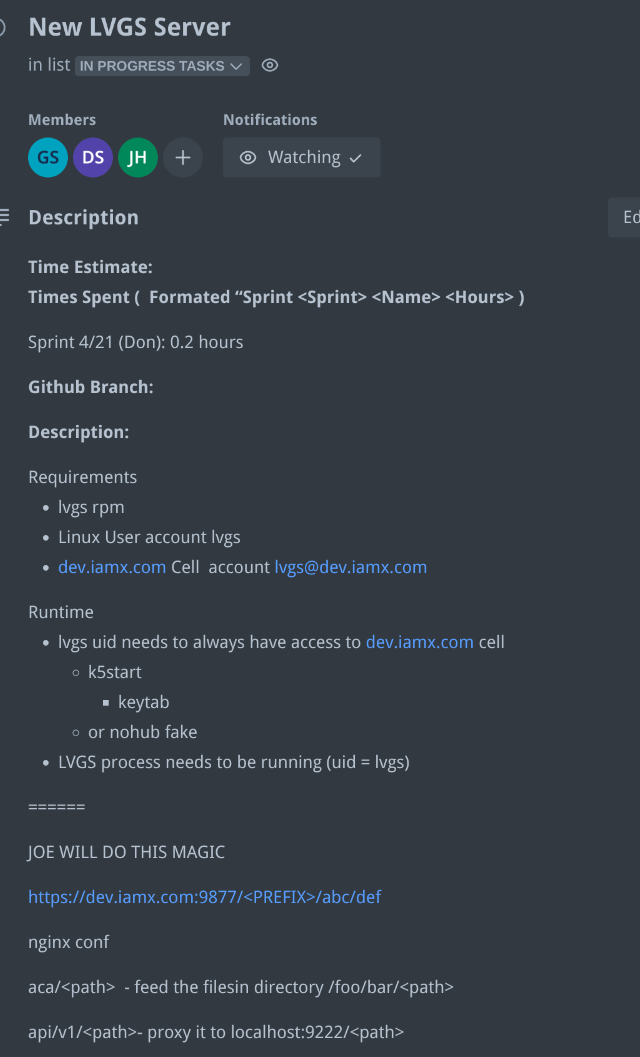 New LVGS Server
in list IN PROGRESS TASKS
Members
Notifications
GS DS JH
Watching
Description
Ed
Time Estimate:
Times Spent (  Formated “Sprint <Sprint> <Name> <Hours> )
Sprint 4/21 (Don): 0.2 hours
Github Branch:
Description:
Requirements
• lvgs rpm
• Linux User account lvgs
• dev.iamx.com Cell  account lvgs@dev.iamx.com
Runtime
• lvgs uid needs to always have access to dev.iamx.com cell
◦ k5start
▪ keytab
◦ or nohub fake
• LVGS process needs to be running (uid = lvgs)
======
JOE WILL DO THIS MAGIC
https://dev.iamx.com:9877/<PREFIX>/abc/def
nginx conf
aca/<path>  - feed the filesin directory /foo/bar/<path>
api/v1/<path>- proxy it to localhost:9222/<path>